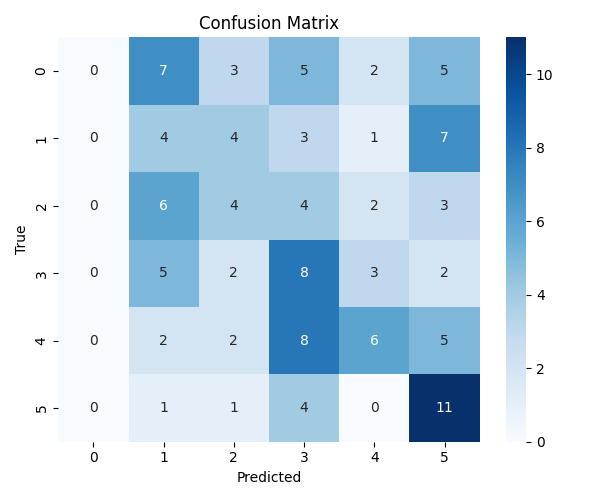 Confusion Matrix
0 0 7 3 5 2 5
1 0 4 4 3 1 7
2 0 6 4 4 2 3
3 0 5 2 8 3 2
4 0 2 2 8 6 5
5 0 1 1 4 0 11
0 1 2 3 4 5
Predicted
True
10
8
6
4
2
0